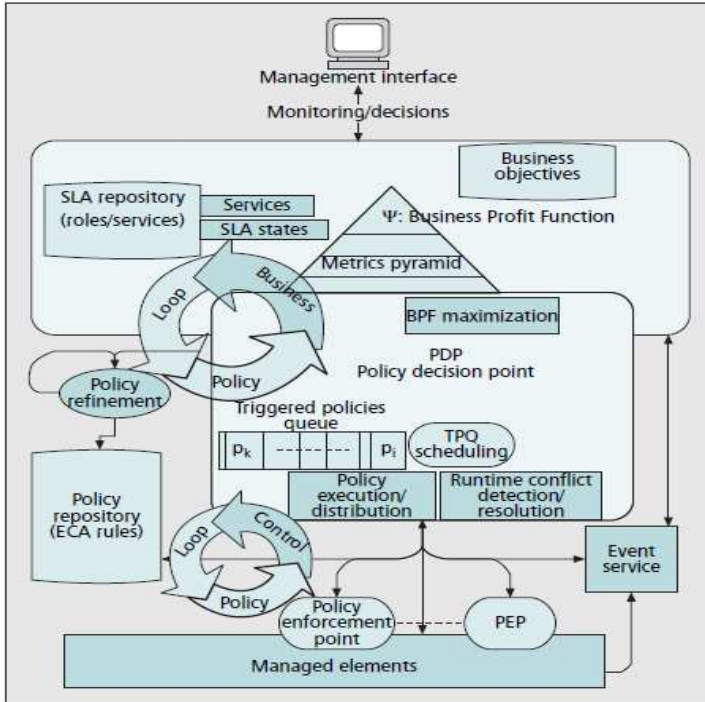 Management interface
Monitoring/decisions
Business
objectives
SLA repository
(roles/services)
Services
SLA states
Ψ: Business Profit Function
Metrics pyramid
Loop
Business
Policy
BPF maximization
PDP
Policy decision point
Policy
refinement
Triggered policies
queue
pk
pi
TPQ
scheduling
Policy
execution/
distribution
Runtime conflict
detection/
resolution
Policy
repository
(ECA rules)
Loop
Control
Policy
Event
service
Policy
enforcement
point
PEP
Managed elements